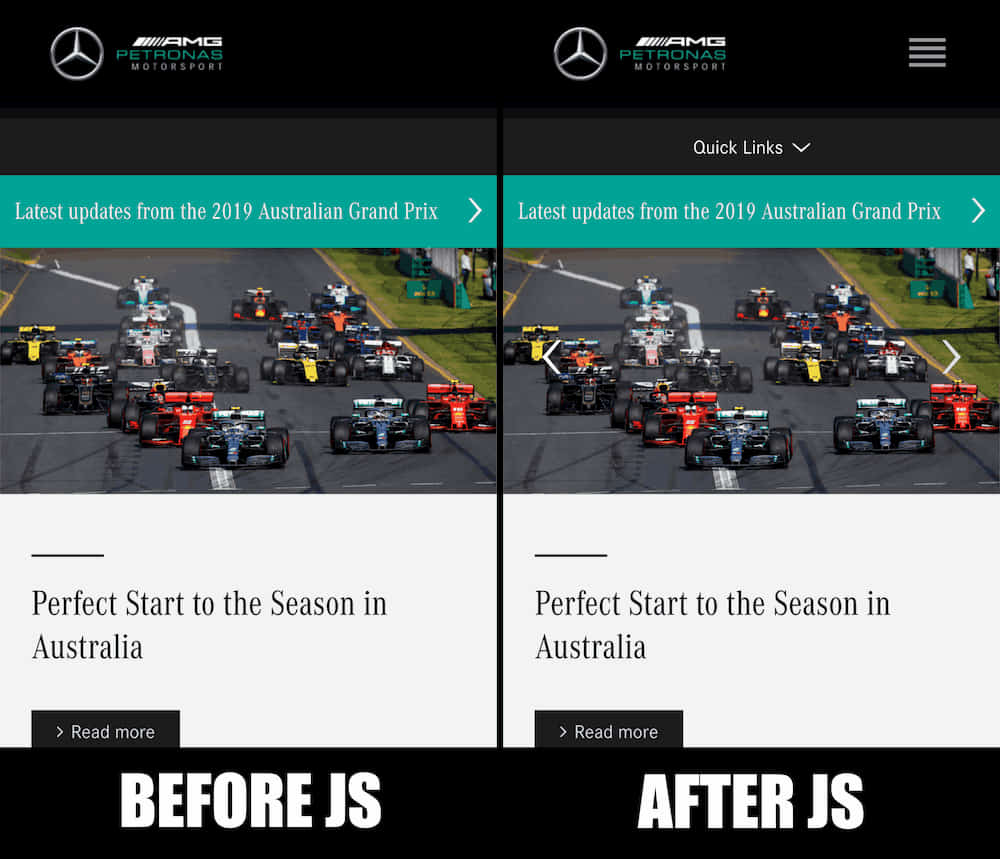 AMG
PETRONAS
MOTORSPORT
Latest updates from the 2019 Australian Grand Prix
Perfect Start to the Season in
Australia
Read more
BEFORE JS
AMG
PETRONAS
MOTORSPORT
Quick Links
Latest updates from the 2019 Australian Grand Prix
Perfect Start to the Season in
Australia
Read more
AFTER JS